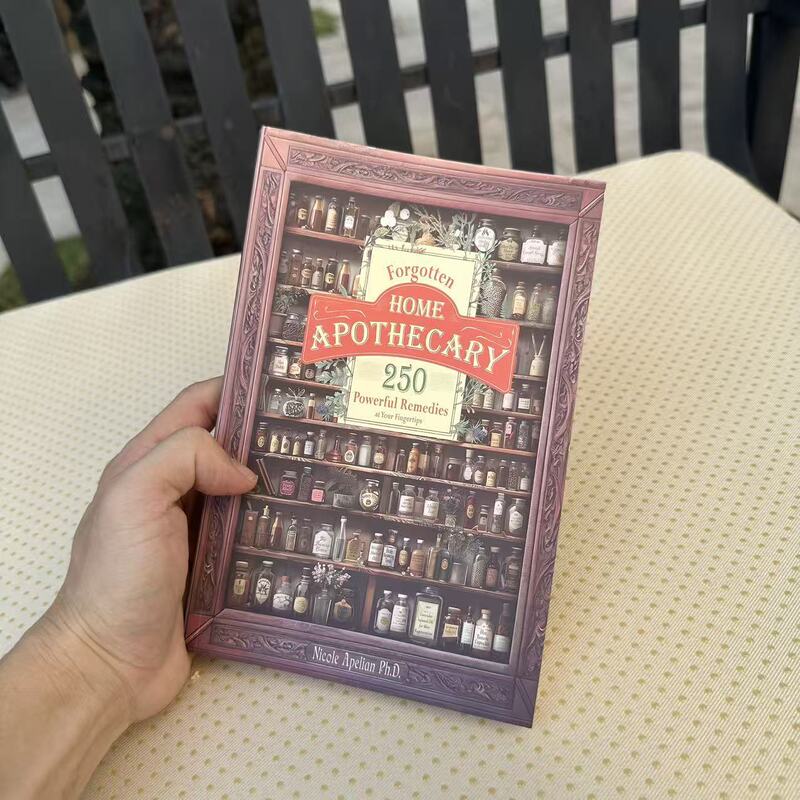 Forgotten
HOME
APOTHECARY
250
Powerful Remedies
at Your Fingertips
Nicole Apelian Ph.D.